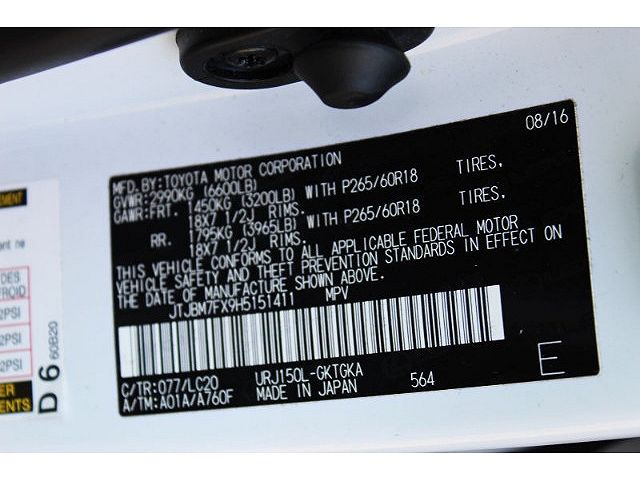 08/16
MFD. BY: TOYOTA MOTOR CORPORATION
GVWR: 2990KG (6600LB)
GAWR: FRT. 1450KG (3200LB) WITH P265/60R18 TIRES,
18X7 1/2J RIMS.
RR. 795KG (3965LB) WITH P265/60R18 TIRES,
18X7 1/2J RIMS.
THIS VEHICLE CONFORMS TO ALL APPLICABLE FEDERAL MOTOR
VEHICLE SAFETY AND THEFT PREVENTION STANDARDS IN EFFECT ON
THE DATE OF MANUFACTURE SHOWN ABOVE.
JTJBM7FX9H5151411 MPV
C/TR: 077/LC20 URJ150L-GKTGKA
A/TM: A01A/A760F MADE IN JAPAN 564
E
D 6 60B20